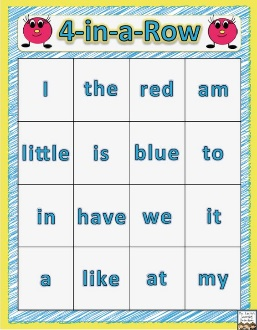 4-in-a-Row
I the red am
little is blue to
in have we it
a like at my